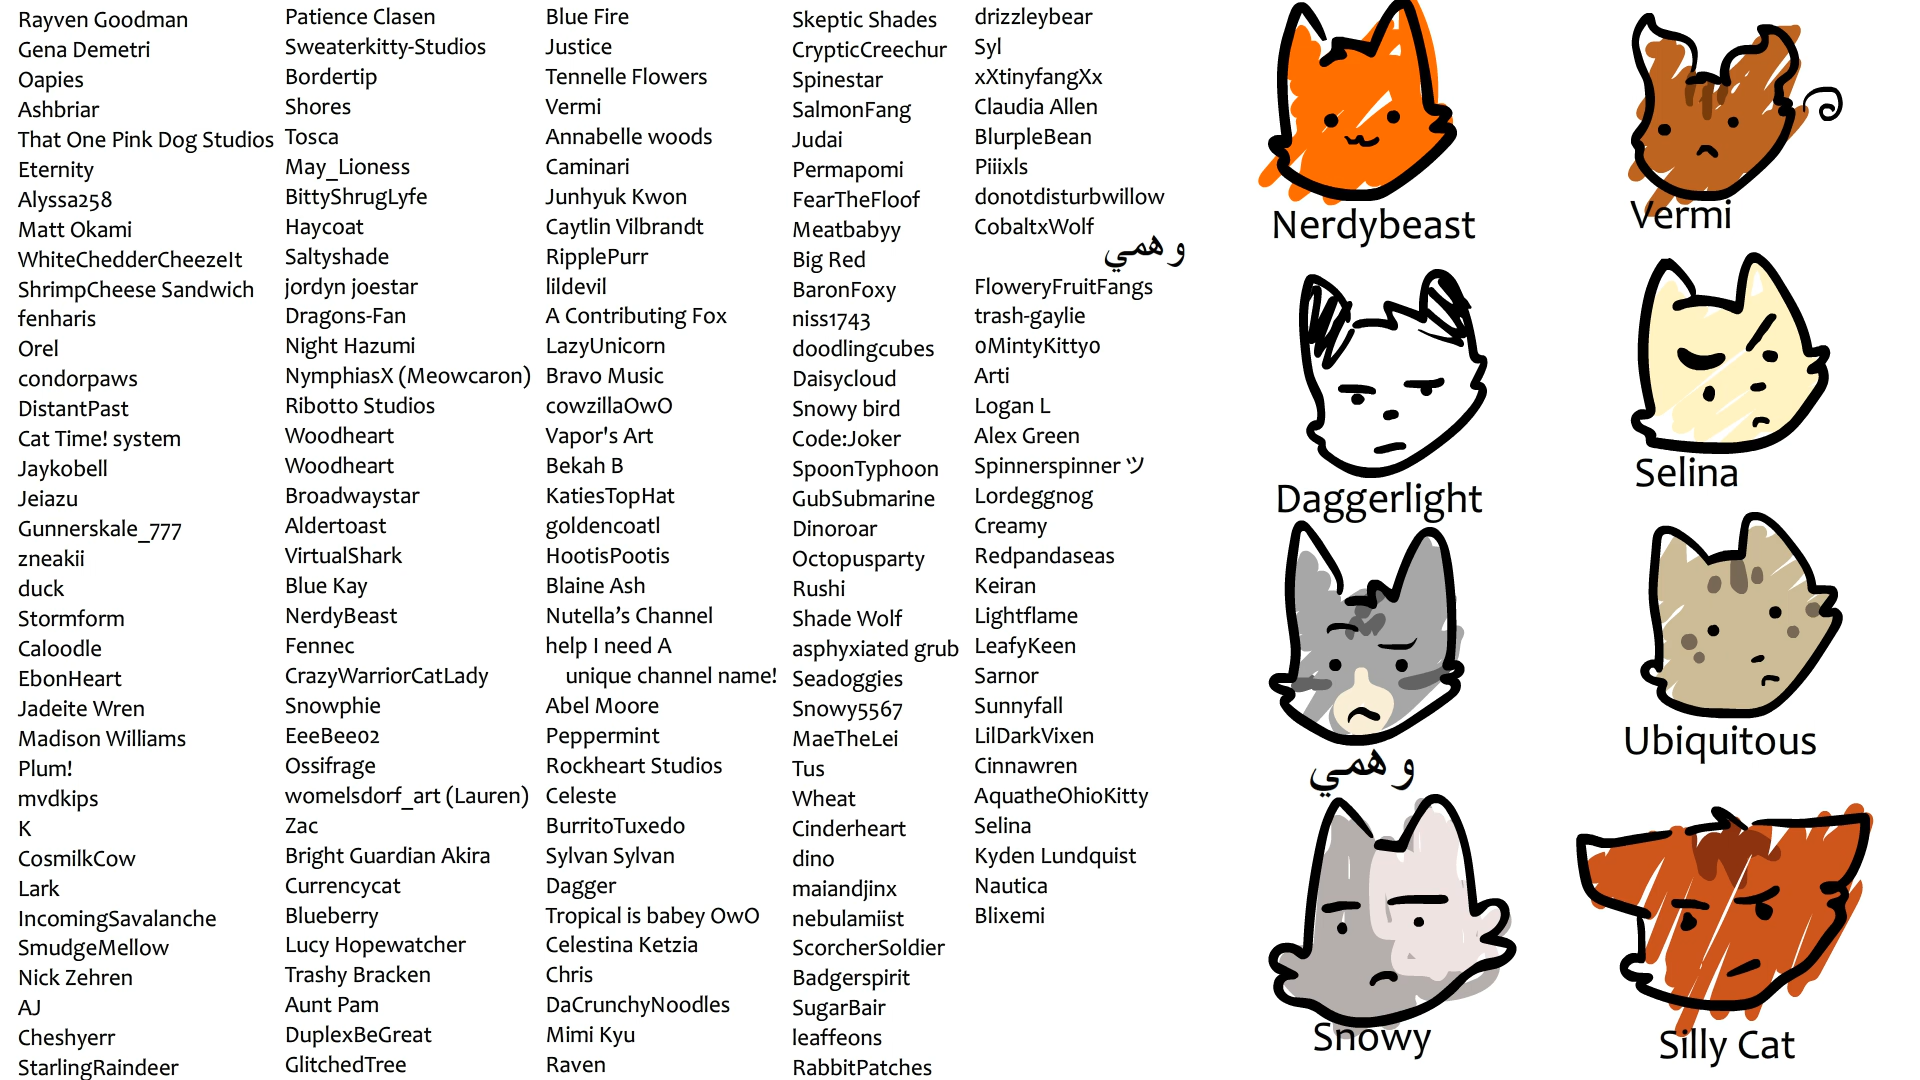 Rayven Goodman
Gena Demetri
Oapies
Ashbriar
That One Pink Dog Studios
Eternity
Alyssa258
Matt Okami
WhiteChedderCheezeIt
ShrimpCheese Sandwich
fenharis
Orel
condorpaws
DistantPast
Cat Time! system
Jaykobell
Jeiazu
Gunnerskale_777
zneakii
duck
Stormform
Caloodle
EbonHeart
Jadeite Wren
Madison Williams
Plum!
mvdkips
K
CosmilkCow
Lark
IncomingSavalanche
SmudgeMellow
Nick Zehren
AJ
Cheshyerr
StarlingRaindeer
Patience Clasen
Sweaterkitty-Studios
Bordertip
Shores
Tosca
May_Lioness
BittyShrugLyfe
Haycoat
Saltyshade
jordyn joestar
Dragons-Fan
Night Hazumi
NymphiasX (Meowcaron)
Ribotto Studios
Woodheart
Woodheart
Broadwaystar
Aldertoast
VirtualShark
Blue Kay
NerdyBeast
Fennec
CrazyWarriorCatLady
Snowphie
EeeBee02
Ossifrage
womelsdorf_art (Lauren)
Zac
Bright Guardian Akira
Currencycat
Blueberry
Lucy Hopewatcher
Trashy Bracken
Aunt Pam
DuplexBeGreat
GlitchedTree
Blue Fire
Justice
Tennelle Flowers
Vermi
Annabelle woods
Caminari
Junhyuk Kwon
Caytlin Vilbrandt
RipplePurr
lildevil
A Contributing Fox
LazyUnicorn
Bravo Music
cowzillaOwO
Vapor's Art
Bekah B
KatiesTopHat
goldencoatl
HootisPootis
Blaine Ash
Nutella’s Channel
help I need A
unique channel name!
Abel Moore
Peppermint
Rockheart Studios
Celeste
BurritoTuxedo
Sylvan Sylvan
Dagger
Tropical is babey OwO
Celestina Ketzia
Chris
DaCrunchyNoodles
Mimi Kyu
Raven
Skeptic Shades
CrypticCreechur
Spinestar
SalmonFang
Judai
Permapomi
FearTheFloof
Meatbabyy
Big Red
BaronFoxy
niss1743
doodlingcubes
Daisycloud
Snowy bird
Code:Joker
SpoonTyphoon
GubSubmarine
Dinoroar
Octopusparty
Rushi
Shade Wolf
asphyxiated grub
Seadoggies
Snowy5567
MaeTheLei
Tus
Wheat
Cinderheart
dino
maiandjinx
nebulamiist
ScorcherSoldier
Badgerspirit
SugarBair
leaffeons
RabbitPatches
drizzleybear
Syl
xXtinyfangXx
Claudia Allen
BlurpleBean
Piiixls
donotdisturbwillow
CobaltxWolf
وهمي
FloweryFruitFangs
trash-gaylie
0MintyKitty0
Arti
Logan L
Alex Green
Spinnerspinner ツ
Lordeggnog
Creamy
Redpandaseas
Keiran
Lightflame
LeafyKeen
Sarnor
Sunnyfall
LilDarkVixen
Cinnawren
AquatheOhioKitty
Selina
Kyden Lundquist
Nautica
Blixemi
Nerdybeast
Vermi
Daggerlight
Selina
وهمي
Ubiquitous
Snowy
Silly Cat